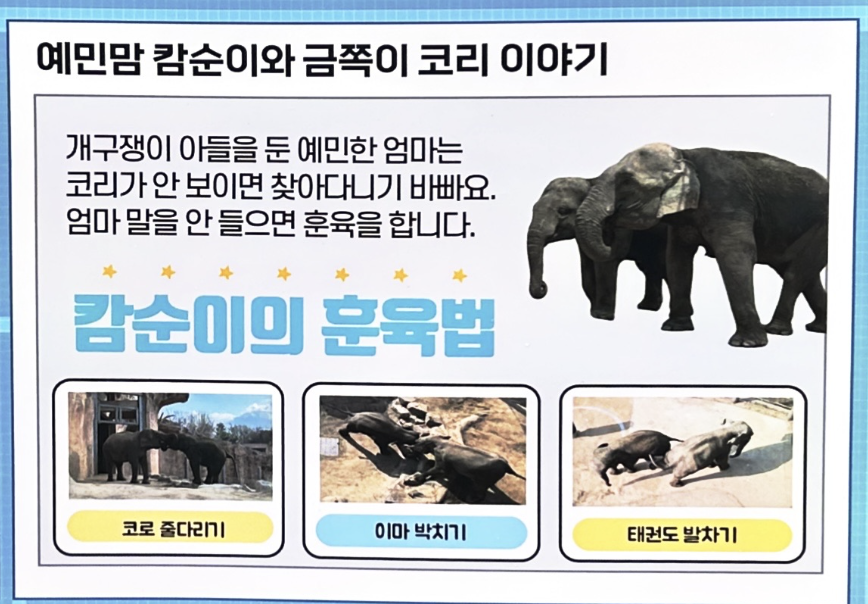 예민맘 캄순이와 금쪽이 코리 이야기
개구쟁이 아들을 둔 예민한 엄마는
코리가 안 보이면 찾아다니기 바빠요.
엄마 말을 안 들으면 훈육을 합니다.
캄순이의 훈육법
코로 줄다리기
이마 박치기
태권도 발차기